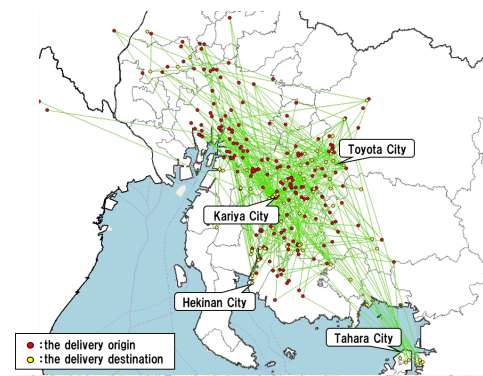 Toyota City
Kariya City
Hekinan City
Tahara City
:the delivery origin
:the delivery destination